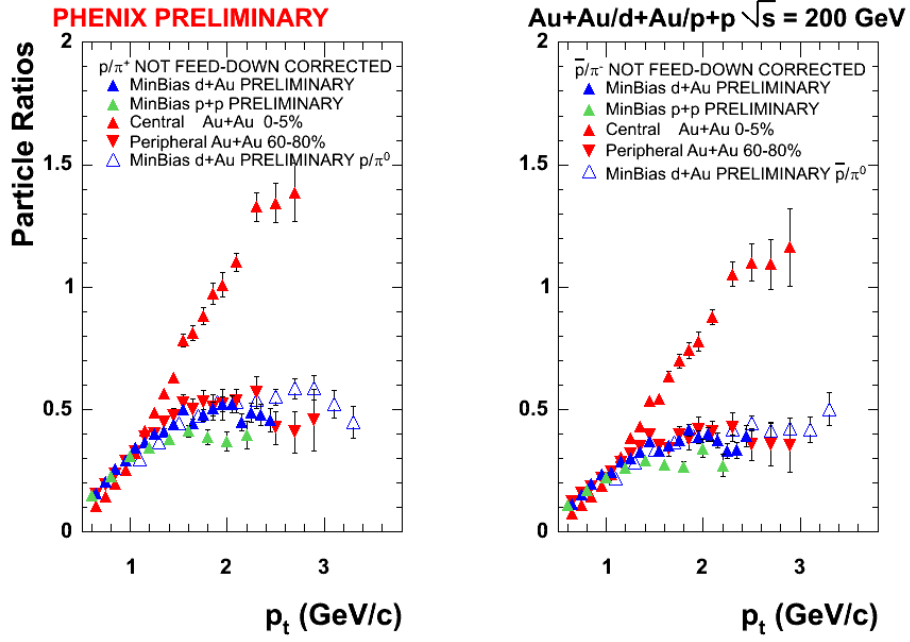 PHENIX PRELIMINARY
Au+Au/d+Au/p+p √s = 200 GeV
Particle Ratios
2
1.5
1
0.5
0
p/π⁺ NOT FEED-DOWN CORRECTED
MinBias d+Au PRELIMINARY
MinBias p+p PRELIMINARY
Central Au+Au 0-5%
Peripheral Au+Au 60-80%
MinBias d+Au PRELIMINARY p/π⁰
1 2 3
p_t (GeV/c)
2
1.5
1
0.5
0
p̅/π⁻ NOT FEED-DOWN CORRECTED
MinBias d+Au PRELIMINARY
MinBias p+p PRELIMINARY
Central Au+Au 0-5%
Peripheral Au+Au 60-80%
MinBias d+Au PRELIMINARY p̅/π⁰
1 2 3
p_t (GeV/c)